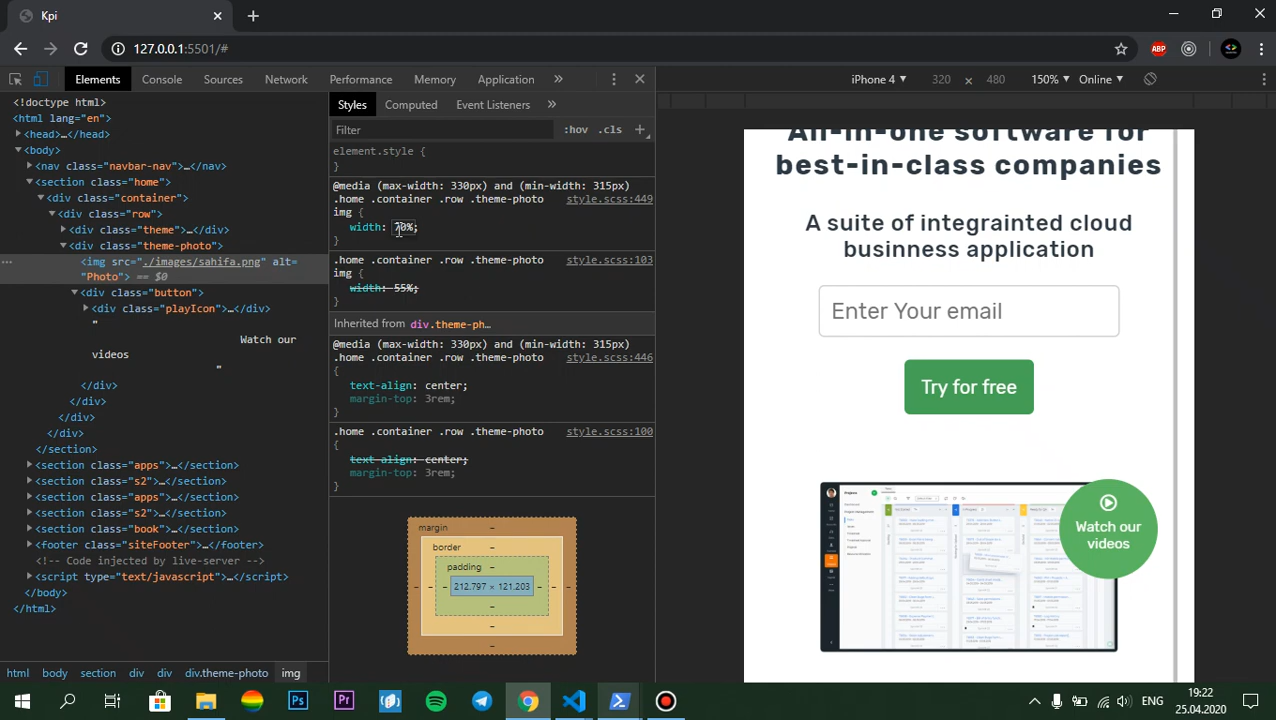 Kpi
127.0.0.1:5501/#
ABP
Elements Console Sources Network Performance Memory Application
iPhone 4 320 × 480 150% Online
<!doctype html>
<html lang="en">
<head>…</head>
<body>
<nav class="navbar-nav">…</nav>
<section class="home">
<div class="container">
<div class="row">
<div class="theme">…</div>
<div class="theme-photo">
<img src="./images/sahifa.png" alt=
"Photo"> == $0
<div class="button">
<div class="playIcon">…</div>
"
Watch our
videos
"
</div>
</div>
</div>
</div>
</section>
<section class="apps">…</section>
<section class="s2">…</section>
<section class="apps">…</section>
<section class="s2">…</section>
<section class="book">…</section>
<footer class="site-footer">…</footer>
<!-- Code injected by live-server -->
<script type="text/javascript">…</script>
</body>
</html>
html body section div div div.theme-photo img
Styles Computed Event Listeners
Filter :hov .cls +
element.style {
}
@media (max-width: 330px) and (min-width: 315px)
.home .container .row .theme-photo style.scss:449
img {
width: 70%;
}
.home .container .row .theme-photo style.scss:103
img {
width: 55%;
}
Inherited from div.theme-ph…
@media (max-width: 330px) and (min-width: 315px)
.home .container .row .theme-photo style.scss:446
{
text-align: center;
margin-top: 3rem;
}
.home .container .row .theme-photo style.scss:100
{
text-align: center;
margin-top: 3rem;
}
margin
border
All-in-one software for
best-in-class companies
A suite of integrainted cloud
businness application
Enter Your email
Try for free
Projects
Watch our
videos
ENG
19:22
25.04.2020